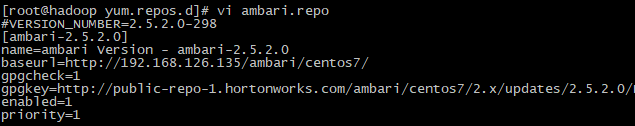 [root@hadoop yum.repos.d]# vi ambari.repo
#VERSION_NUMBER=2.5.2.0-298
[ambari-2.5.2.0]
name=ambari Version - ambari-2.5.2.0
baseurl=http://192.168.126.135/ambari/centos7/
gpgcheck=1
gpgkey=http://public-repo-1.hortonworks.com/ambari/centos7/2.x/updates/2.5.2.0/
enabled=1
priority=1